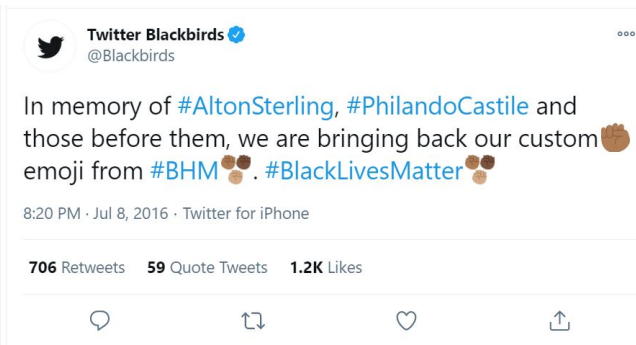 Twitter Blackbirds
@Blackbirds
In memory of #AltonSterling, #PhilandoCastile and
those before them, we are bringing back our custom✊🏾
emoji from #BHM. #BlackLivesMatter
8:20 PM · Jul 8, 2016 · Twitter for iPhone
706 Retweets 59 Quote Tweets 1.2K Likes